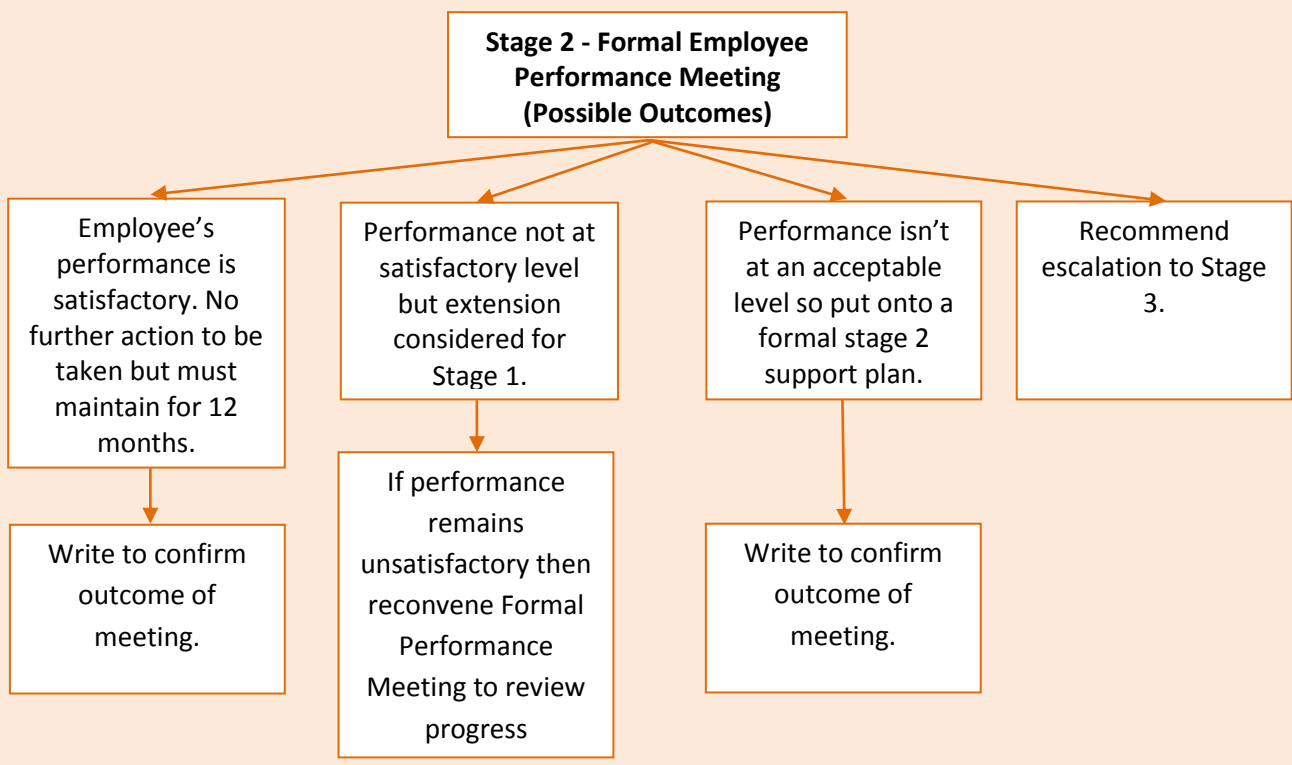 Stage 2 - Formal Employee
Performance Meeting
(Possible Outcomes)
Employee’s
performance is
satisfactory. No
further action to be
taken but must
maintain for 12
months.
Write to confirm
outcome of
meeting.
Performance not at
satisfactory level
but extension
considered for
Stage 1.
If performance
remains
unsatisfactory then
reconvene Formal
Performance
Meeting to review
progress
Performance isn’t
at an acceptable
level so put onto a
formal stage 2
support plan.
Write to confirm
outcome of
meeting.
Recommend
escalation to Stage
3.